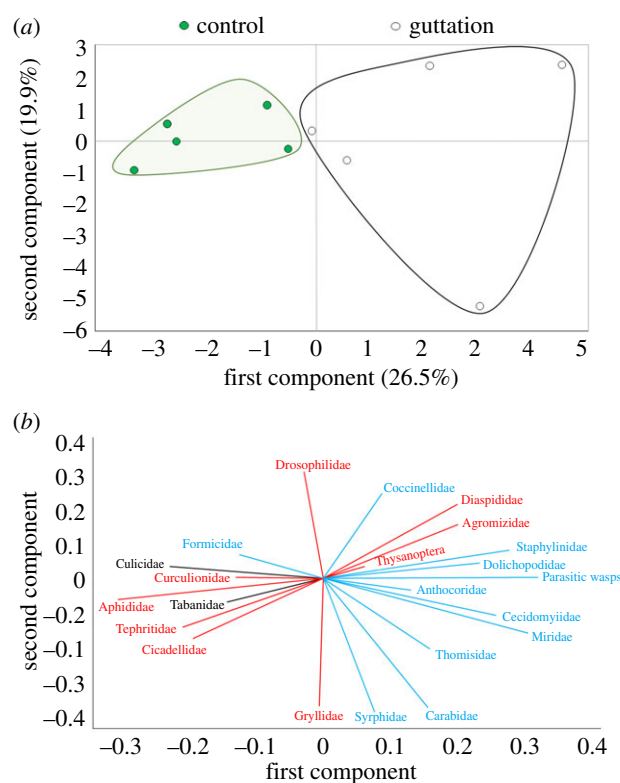 (a)
control
guttation
3
2
1
0
–1
–2
–3
–4
–5
–6
second component (19.9%)
–4
–3
–1
0
1
2
2
4
5
first component (26.5%)
(b)
0.4
0.3
0.2
0.1
0
–0.2
–0.1
–0.3
–0.4
second component
Drosophilidae
Coccinellidae
Diaspididae
Agromizidae
Formicidae
Thysanoptera
Staphylinidae
Culicidae
Dolichopodidae
Curculionidae
Parasitic wasps
Aphididae
Tabanidae
Anthocoridae
Tephritidae
Cecidomyiidae
Cicadellidae
Miridae
Thomisidae
Gryllidae
Syrphidae
Carabidae
–0.3
–0.2
–0.1
0
0.1
0.2
0.3
0.4
first component